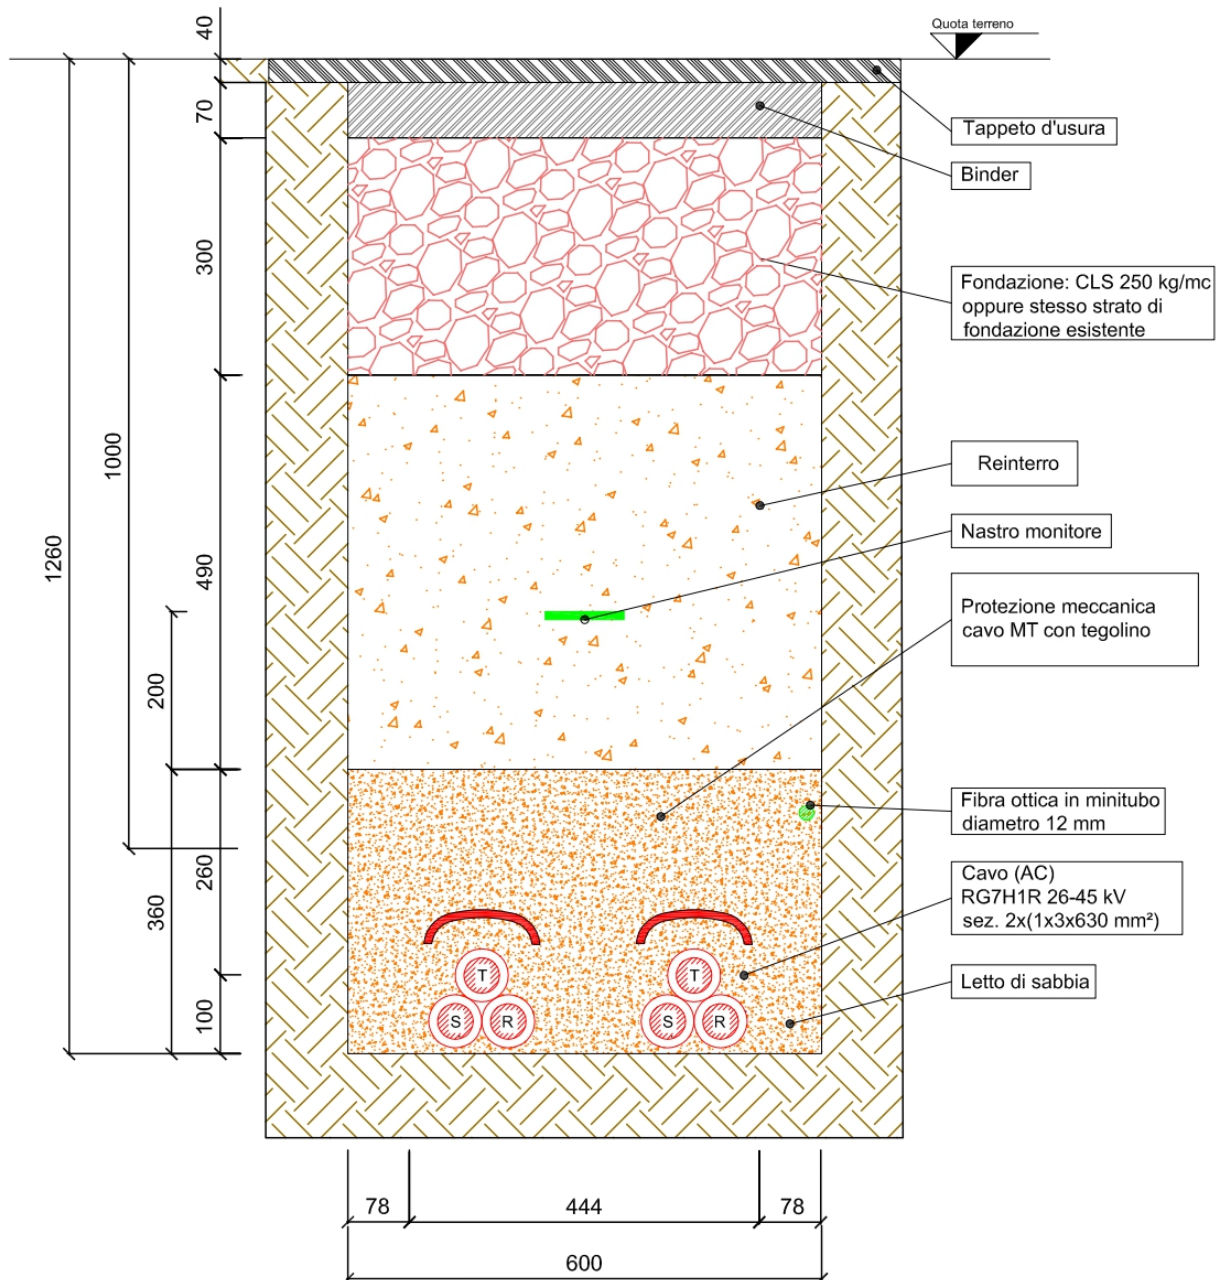 Quota terreno
40
70
300
490
1000
1260
200
260
360
100
Tappeto d'usura
Binder
Fondazione: CLS 250 kg/mc
oppure stesso strato di
fondazione esistente
Reinterro
Nastro monitore
Protezione meccanica
cavo MT con tegolino
Fibra ottica in minitubo
diametro 12 mm
Cavo (AC)
RG7H1R 26-45 kV
sez. 2x(1x3x630 mm²)
Letto di sabbia
T
T
S R
S R
78 444 78
600